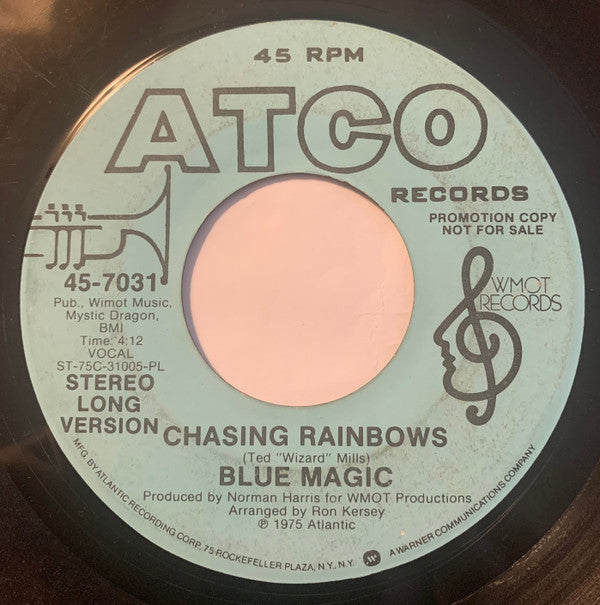 45 RPM
ATCO
RECORDS
PROMOTION COPY
NOT FOR SALE
45-7031
Pub., Wimot Music,
Mystic Dragon,
BMI
Time: 4:12
VOCAL
ST-75C-31005-PL
STEREO
LONG
VERSION
WMOT
RECORDS
CHASING RAINBOWS
(Ted "Wizard" Mills)
BLUE MAGIC
Produced by Norman Harris for WMOT Productions
Arranged by Ron Kersey
℗ 1975 Atlantic
MFG. BY ATLANTIC RECORDING CORP. 75 ROCKEFELLER PLAZA, N.Y., N.Y.
A WARNER COMMUNICATIONS COMPANY